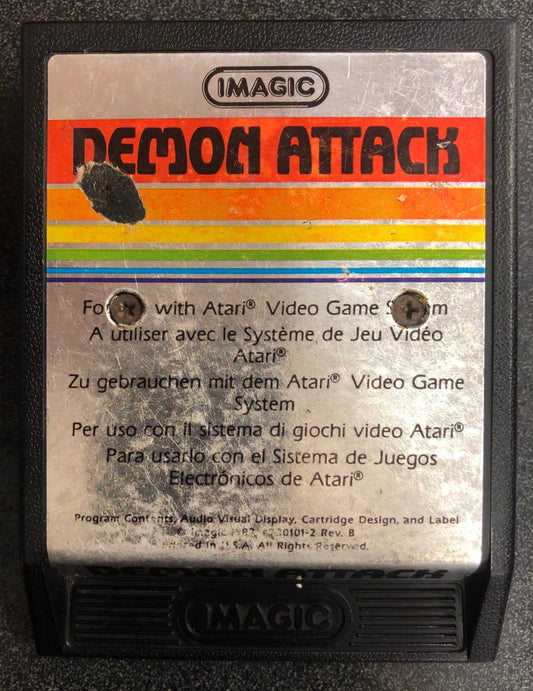 IMAGIC
DEMON ATTACK
with Atari® Video Game
A utiliser avec le Système de Jeu Vidéo
Atari®
Zu gebrauchen mit dem Atari® Video Game
System
Per uso con il sistema di giochi video Atari®
Para usarlo con el Sistema de Juegos
Electrónicos de Atari®
Program Contents, Audio Visual Display, Cartridge Design, and Label
© Imagic Rev. B
in U.S.A. All Rights Reserved.
DEMON ATTACK
IMAGIC